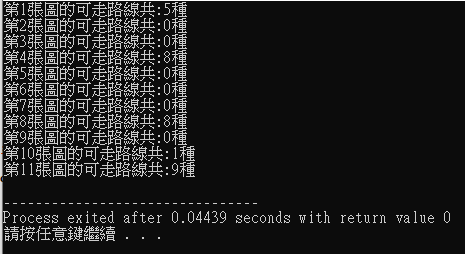 第1張圖的可走路線共:5種
第2張圖的可走路線共:0種
第3張圖的可走路線共:0種
第4張圖的可走路線共:8種
第5張圖的可走路線共:0種
第6張圖的可走路線共:0種
第7張圖的可走路線共:0種
第8張圖的可走路線共:8種
第9張圖的可走路線共:0種
第10張圖的可走路線共:1種
第11張圖的可走路線共:9種
--------------------------------
Process exited after 0.04439 seconds with return value 0
請按任意鍵繼續 . . .